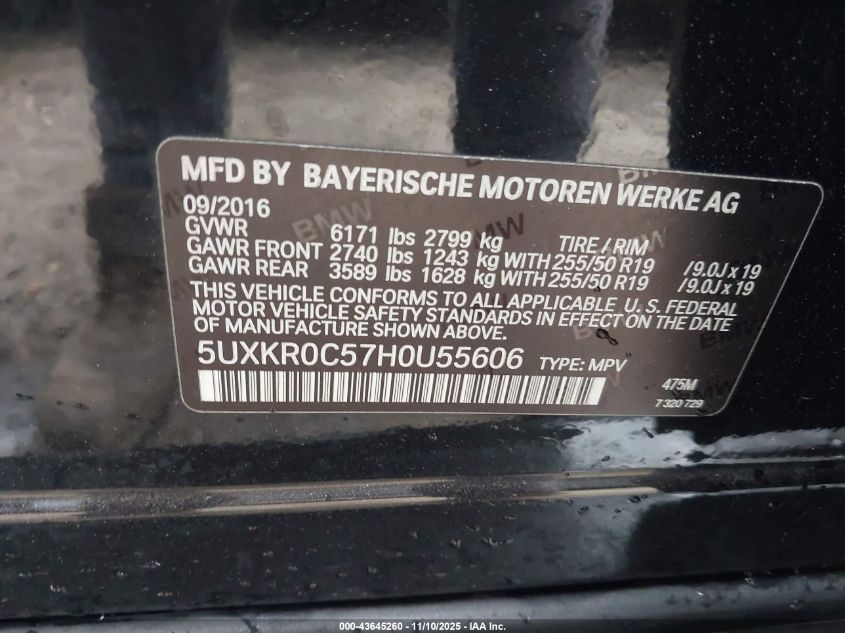 MFD BY BAYERISCHE MOTOREN WERKE AG
09/2016
GVWR 6171 lbs 2799 kg TIRE / RIM
GAWR FRONT 2740 lbs 1243 kg WITH 255/50 R19 /9.0J x 19
GAWR REAR 3589 lbs 1628 kg WITH 255/50 R19 /9.0J x 19
THIS VEHICLE CONFORMS TO ALL APPLICABLE U. S. FEDERAL
MOTOR VEHICLE SAFETY STANDARDS IN EFFECT ON THE DATE
OF MANUFACTURE SHOWN ABOVE.
5UXKR0C57H0U55606 TYPE: MPV
475M
7 320 729
000-43645260 - 11/10/2025 - IAA Inc.